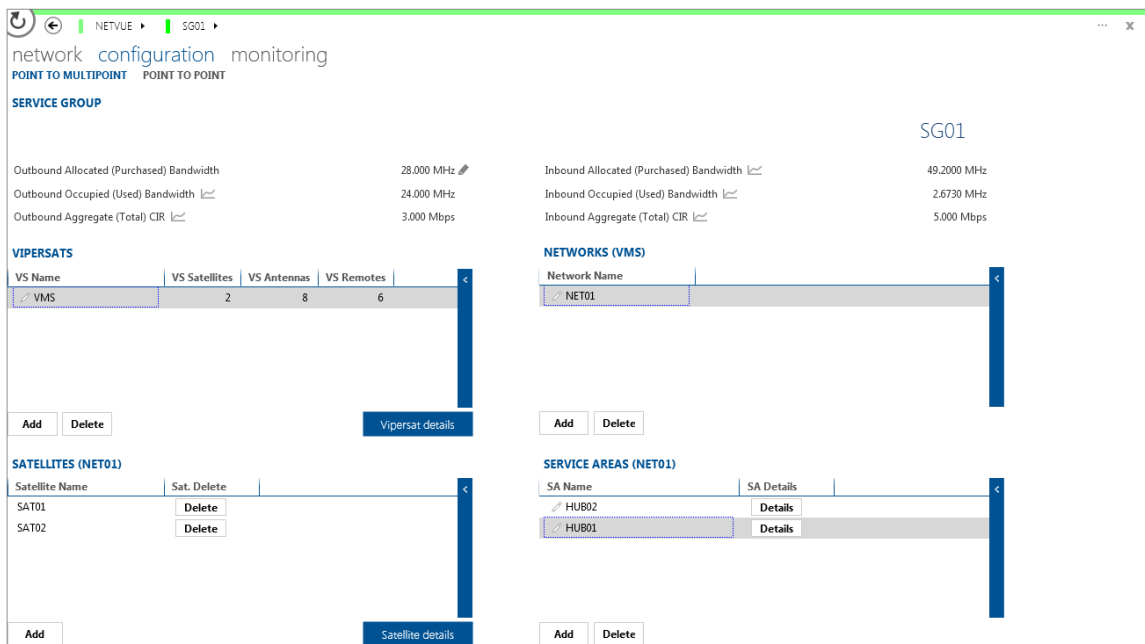 NETVUE SG01 ... X
network configuration monitoring
POINT TO MULTIPOINT POINT TO POINT
SERVICE GROUP
SG01
Outbound Allocated (Purchased) Bandwidth 28.000 MHz Inbound Allocated (Purchased) Bandwidth 49.2000 MHz
Outbound Occupied (Used) Bandwidth 24.000 MHz Inbound Occupied (Used) Bandwidth 2.6730 MHz
Outbound Aggregate (Total) CIR 3.000 Mbps Inbound Aggregate (Total) CIR 5.000 Mbps
VIPERSATS
VS Name VS Satellites VS Antennas VS Remotes <
VMS 2 8 6
Add Delete Vipersat details
NETWORKS (VMS)
Network Name <
NET01
Add Delete
SATELLITES (NET01)
Satellite Name Sat. Delete <
SAT01 Delete
SAT02 Delete
Add Satellite details
SERVICE AREAS (NET01)
SA Name SA Details <
HUB02 Details
HUB01 Details
Add Delete